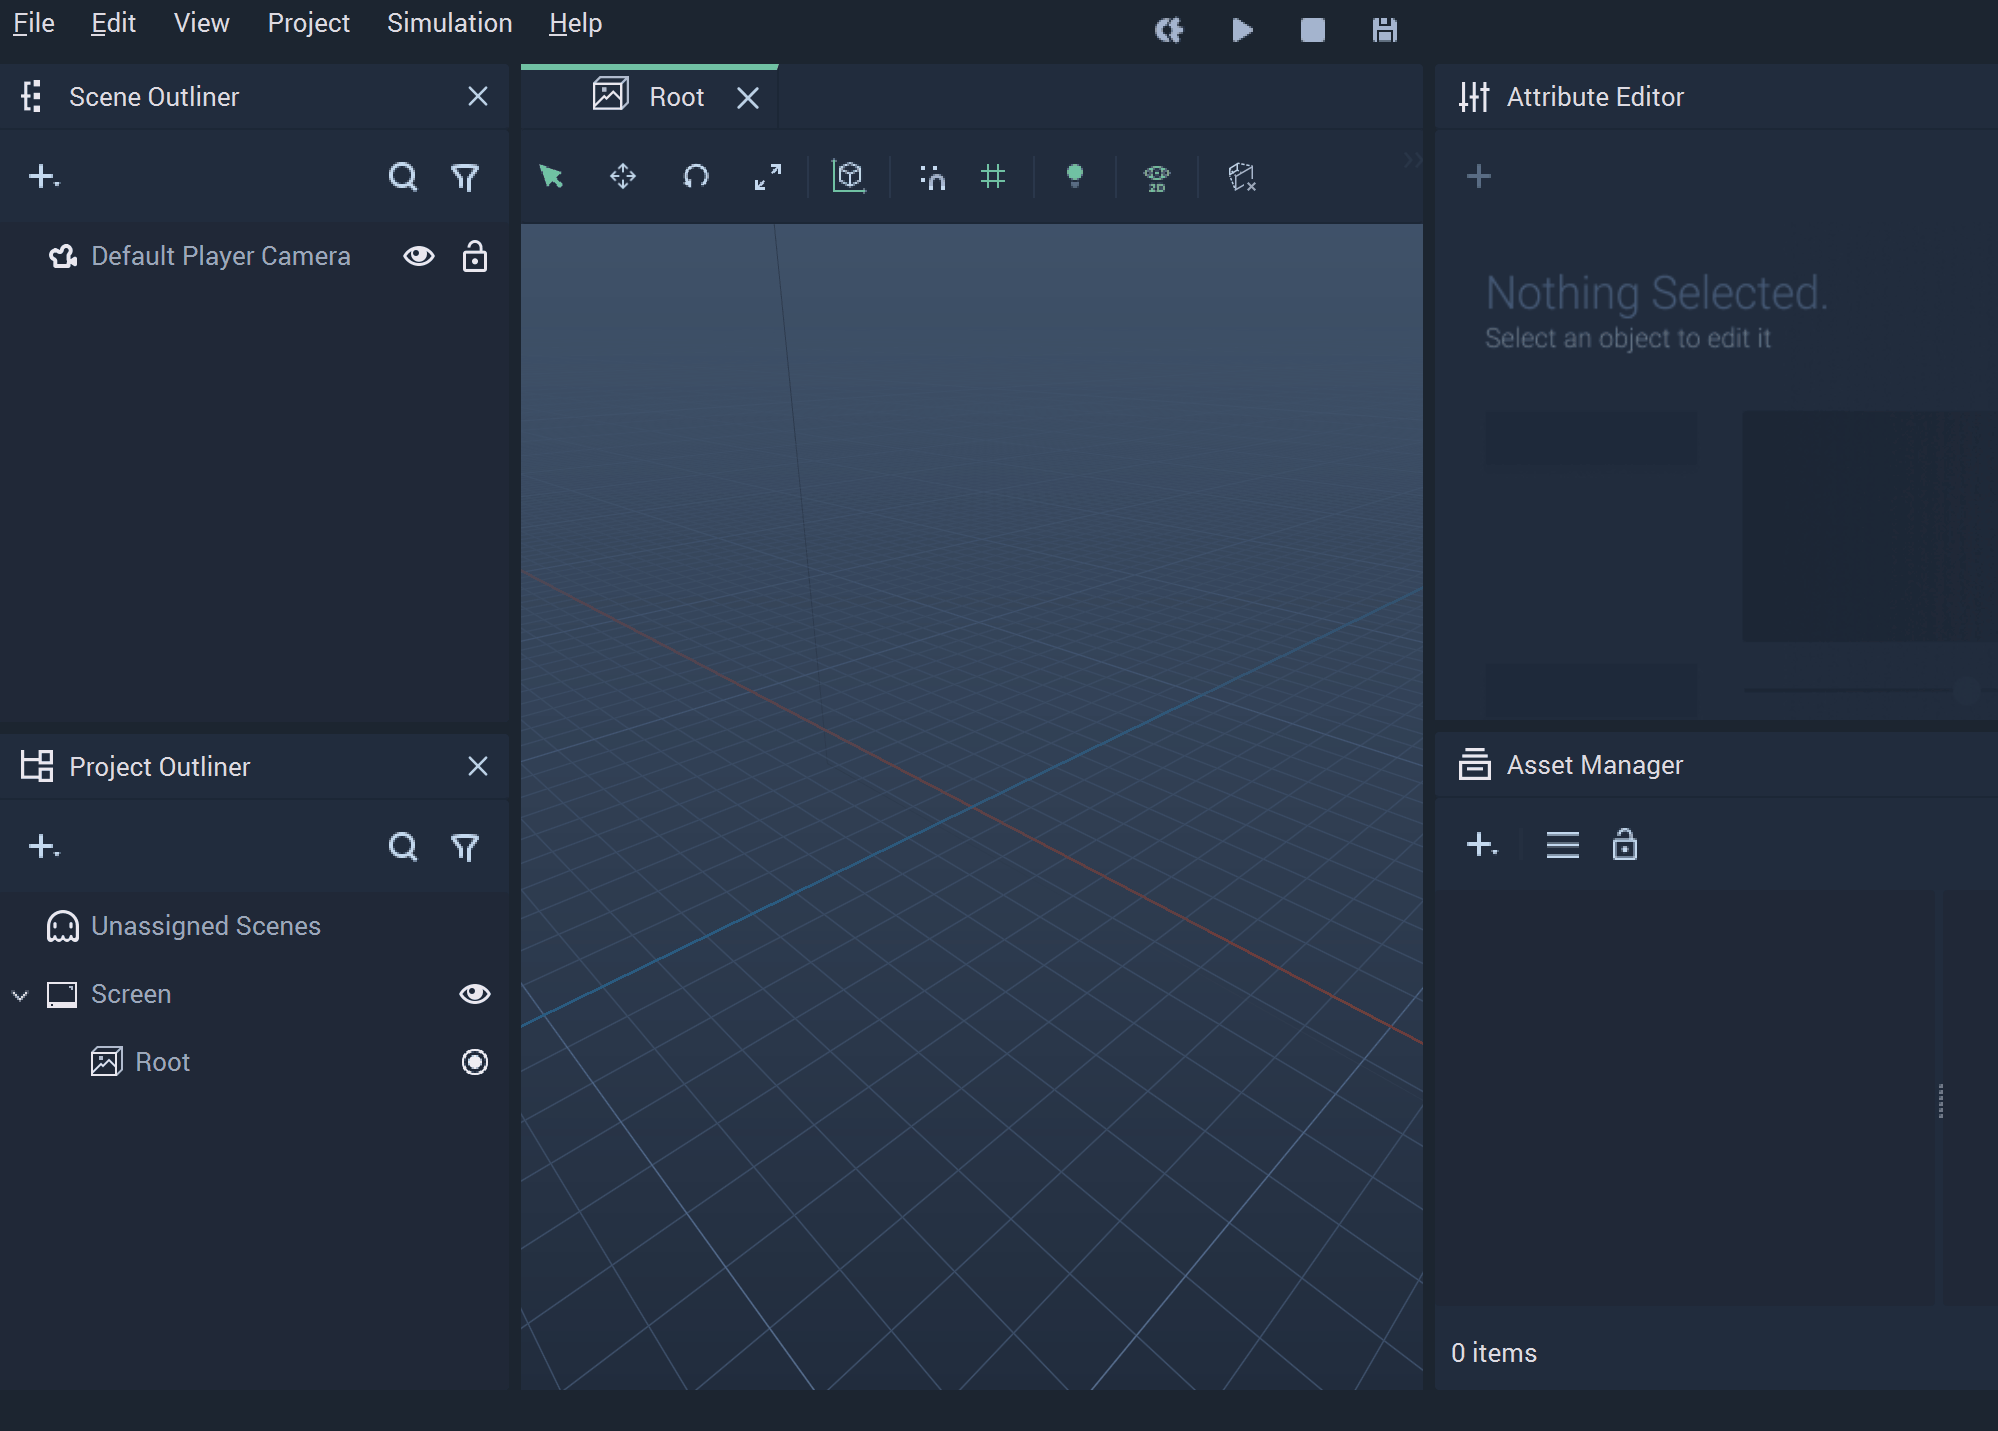 File Edit View Project Simulation Help
Scene Outliner
Default Player Camera
Root
2D
Attribute Editor
Nothing Selected.
Select an object to edit it
Project Outliner
Unassigned Scenes
Screen
Root
Asset Manager
0 items